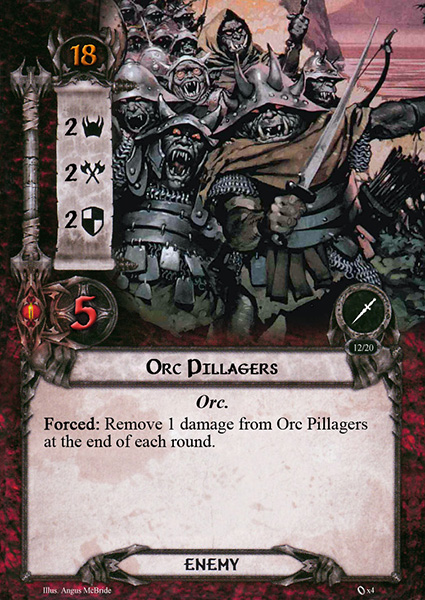 18
2
2
2
5
12/20
Orc Pillagers
Orc.
Forced: Remove 1 damage from Orc Pillagers
at the end of each round.
ENEMY
Illus. Angus McBride
x4